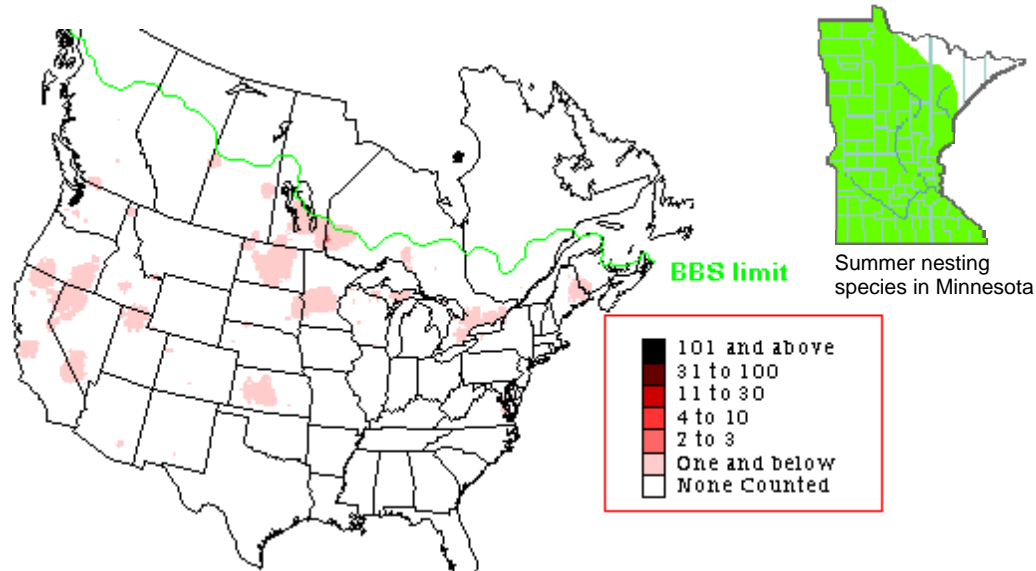 Summer nesting
species in Minnesota
BBS limit
101 and above
31 to 100
11 to 30
4 to 10
2 to 3
One and below
None Counted